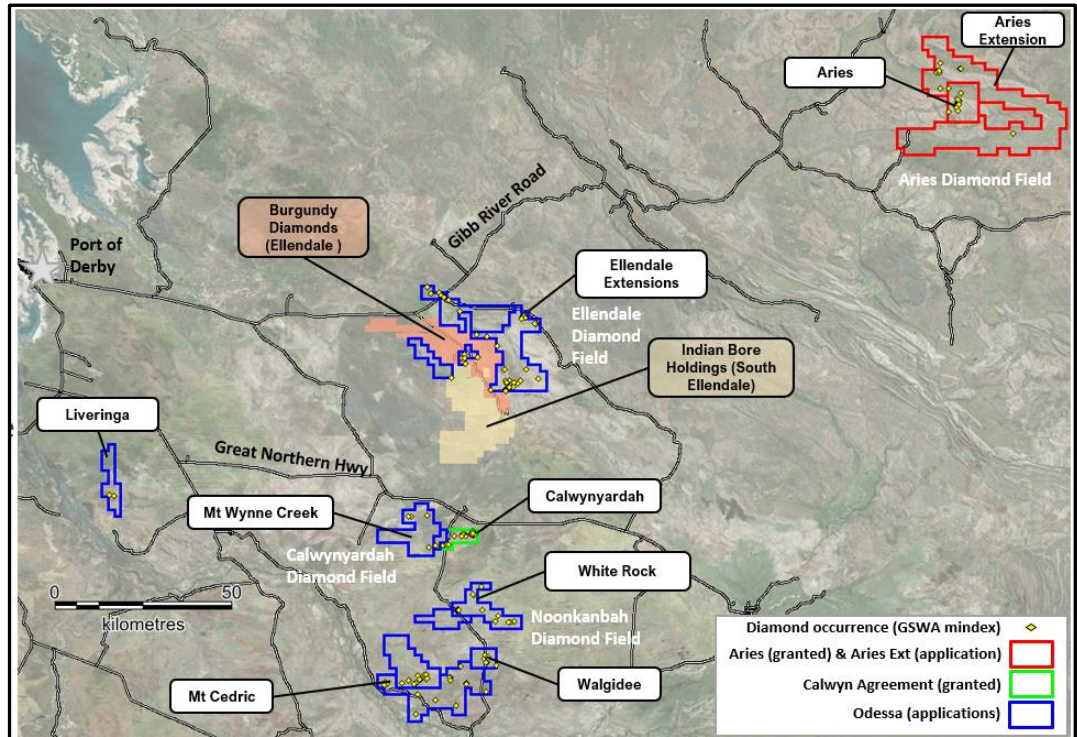 Aries
Extension
Aries
Aries Diamond Field
Burgundy
Diamonds
(Ellendale )
Gibb River Road
Port of
Derby
Ellendale
Extensions
Ellendale
Diamond
Field
Indian Bore
Holdings (South
Ellendale)
Liveringa
Great Northern Hwy
Calwynyardah
Mt Wynne Creek
Calwynyardah
Diamond Field
White Rock
0 50
kilometres
Noonkanbah
Diamond Field
Mt Cedric
Walgidee
Diamond occurrence (GSWA mindex)
Aries (granted) & Aries Ext (application)
Calwyn Agreement (granted)
Odessa (applications)